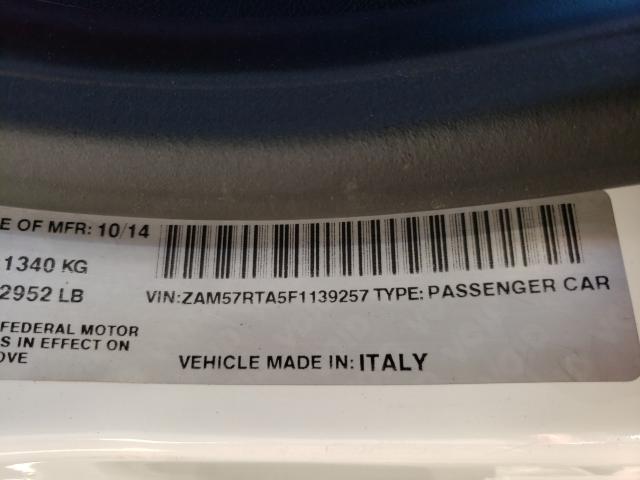 E OF MFR: 10/14
1340 KG
2952 LB
VIN:ZAM57RTA5F1139257 TYPE: PASSENGER CAR
FEDERAL MOTOR
S IN EFFECT ON
OVE
VEHICLE MADE IN: ITALY